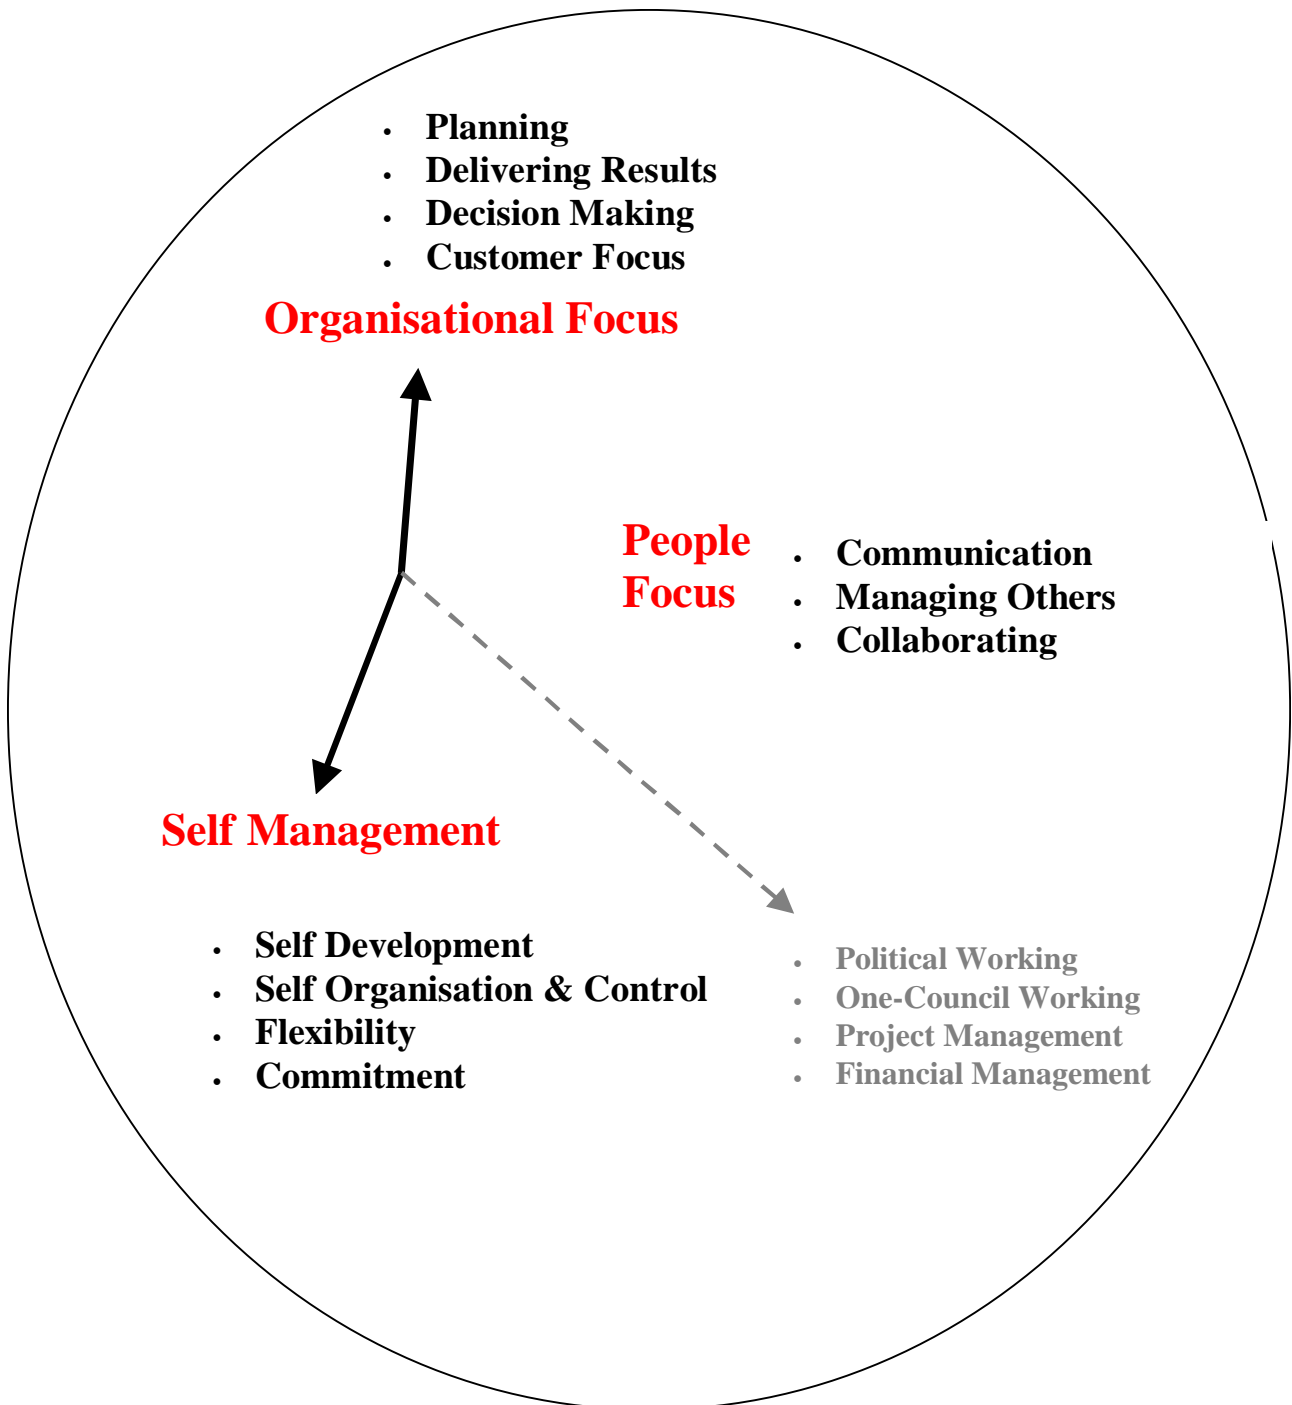 • Planning
• Delivering Results
• Decision Making
• Customer Focus
Organisational Focus
People
Focus
• Communication
• Managing Others
• Collaborating
Self Management
• Self Development
• Self Organisation & Control
• Flexibility
• Commitment
• Political Working
• One-Council Working
• Project Management
• Financial Management